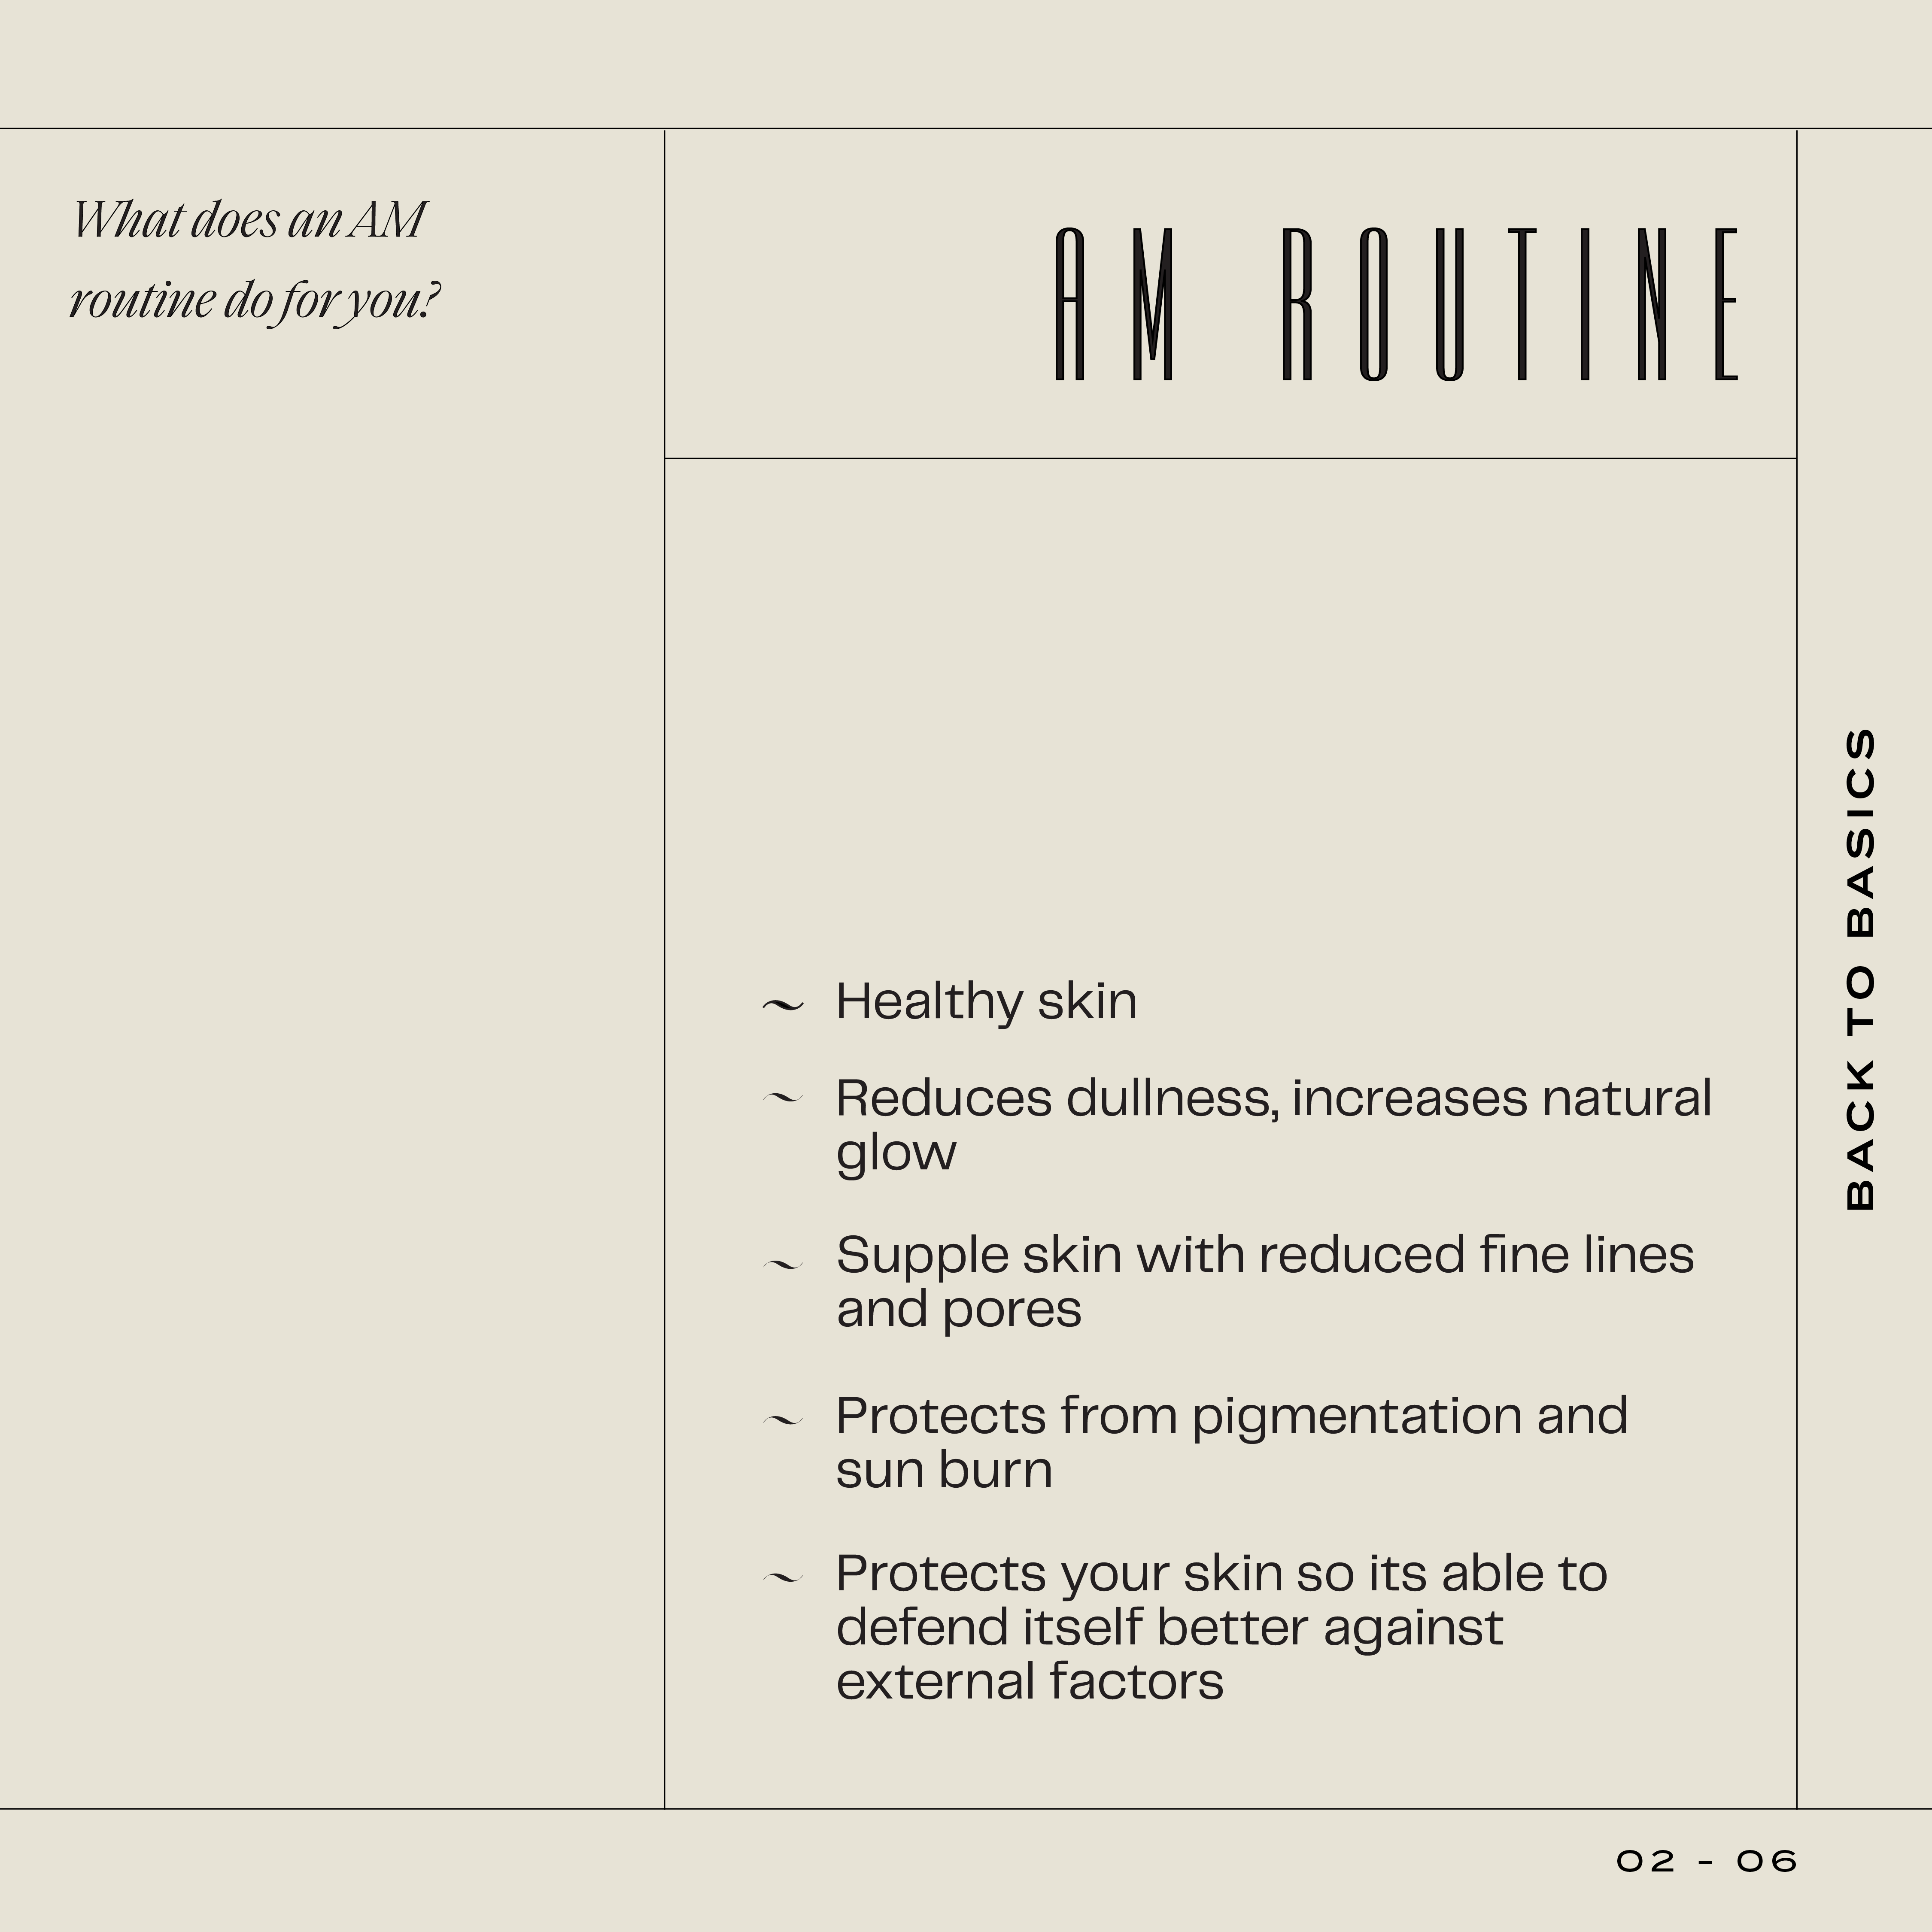 What does an AM
routine do for you?
AM ROUTINE
~ Healthy skin
~ Reduces dullness, increases natural
glow
~ Supple skin with reduced fine lines
and pores
~ Protects from pigmentation and
sun burn
~ Protects your skin so its able to
defend itself better against
external factors
BACK TO BASICS
02 - 06